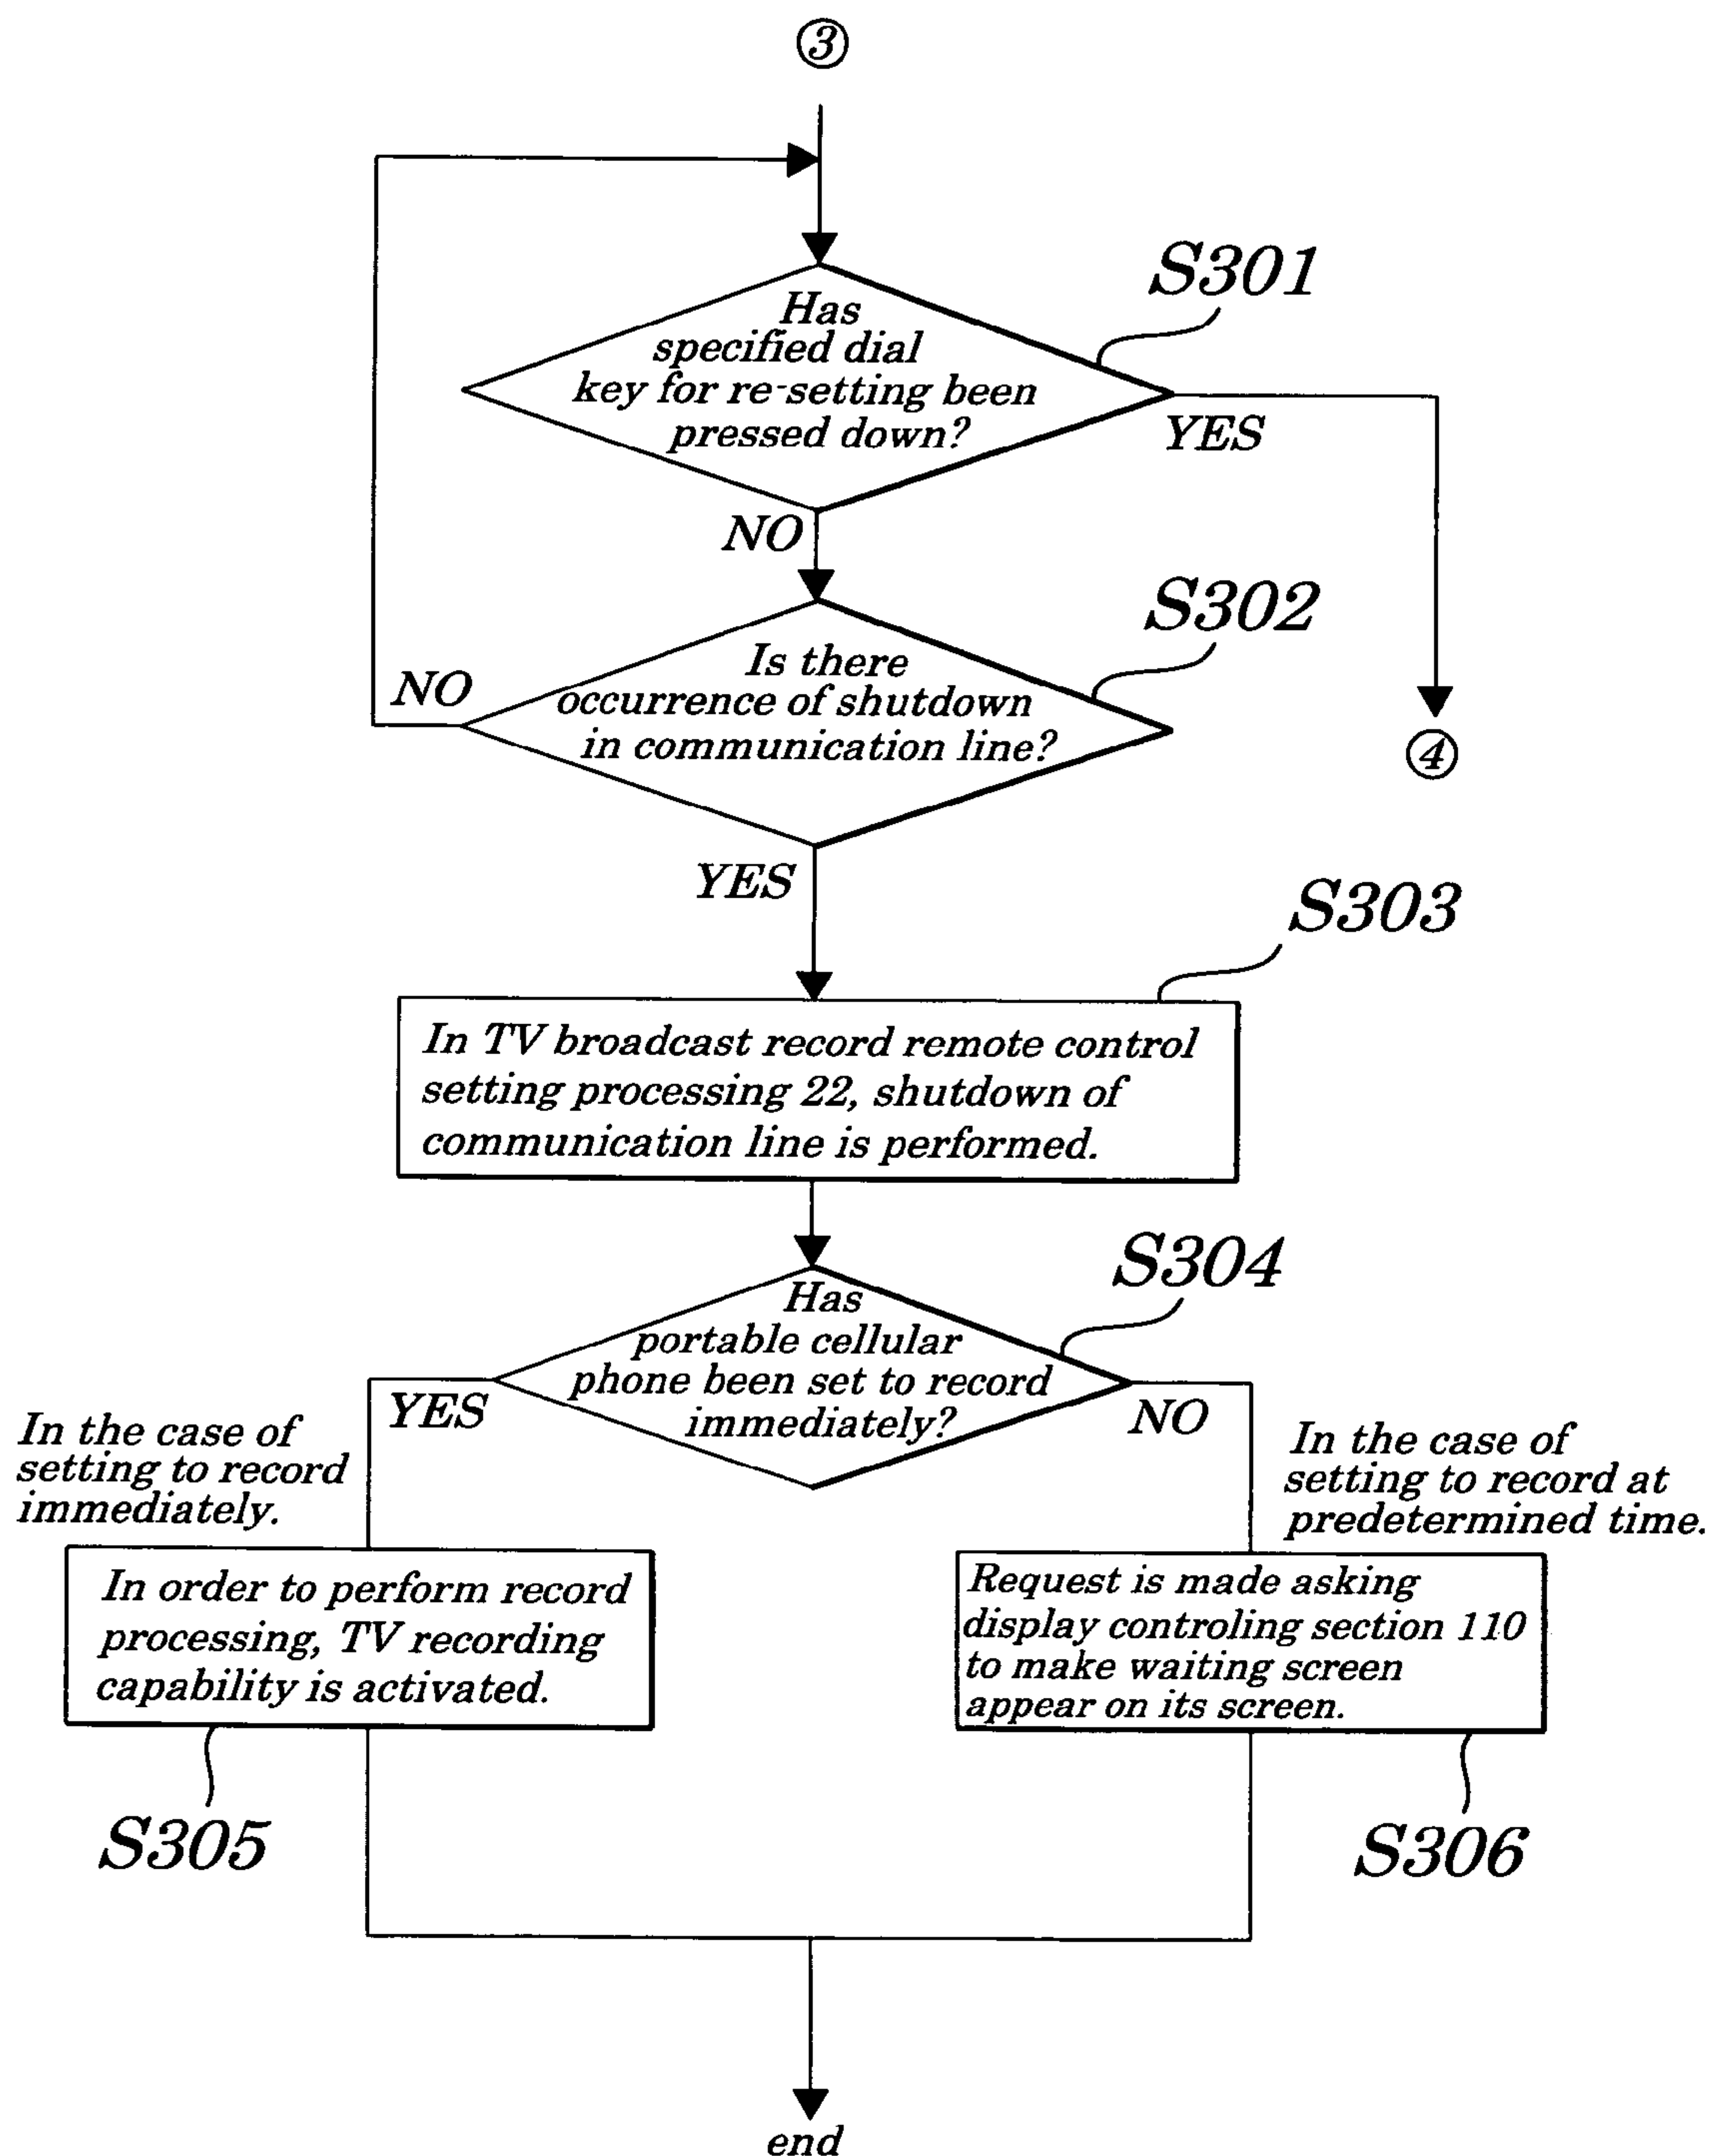 ③
S301
Has
specified dial
key for re-setting been
pressed down?
YES
NO
S302
Is there
occurrence of shutdown
in communication line?
NO
④
YES
S303
In TV broadcast record remote control
setting processing 22, shutdown of
communication line is performed.
S304
Has
portable cellular
phone been set to record
immediately?
YES
NO
In the case of
setting to record
immediately.
In the case of
setting to record at
predetermined time.
In order to perform record
processing, TV recording
capability is activated.
Request is made asking
display controling section 110
to make waiting screen
appear on its screen.
S305
S306
end